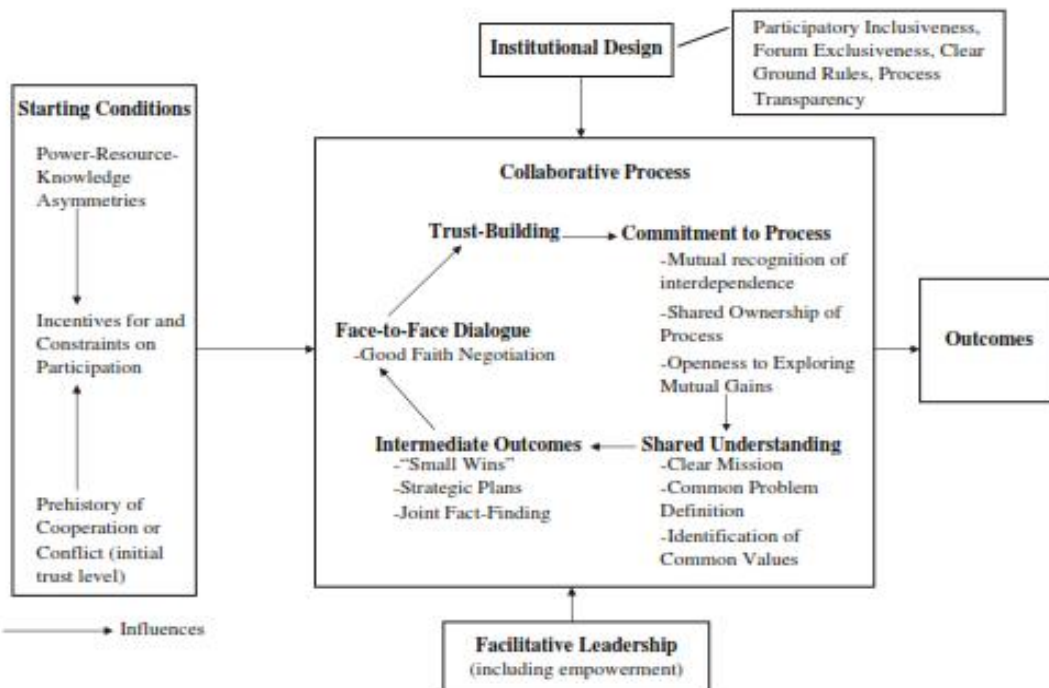 Institutional Design
Participatory Inclusiveness,
Forum Exclusiveness, Clear
Ground Rules, Process
Transparency
Starting Conditions
Power-Resource-
Knowledge
Asymmetries
Incentives for and
Constraints on
Participation
Prehistory of
Cooperation or
Conflict (initial
trust level)
Influences
Collaborative Process
Trust-Building
Commitment to Process
-Mutual recognition of
interdependence
-Shared Ownership of
Process
-Openness to Exploring
Mutual Gains
Face-to-Face Dialogue
-Good Faith Negotiation
Intermediate Outcomes
-“Small Wins”
-Strategic Plans
-Joint Fact-Finding
Shared Understanding
-Clear Mission
-Common Problem
Definition
-Identification of
Common Values
Outcomes
Facilitative Leadership
(including empowerment)